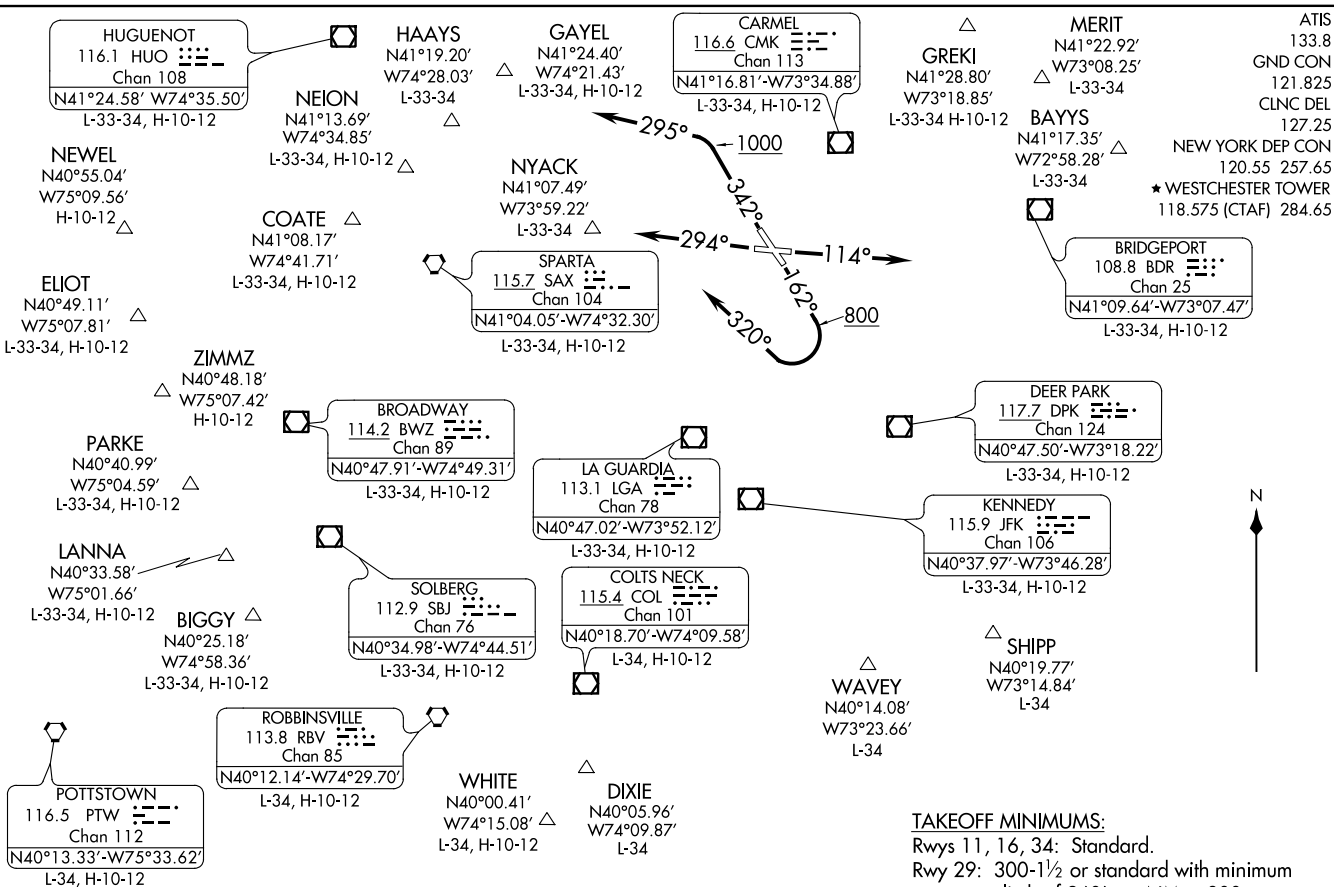 HUGUENOT
116.1 HUO
Chan 108
N41°24.58' W74°35.50'
L-33-34, H-10-12
HAAYS
N41°19.20'
W74°28.03'
L-33-34
GAYEL
N41°24.40'
W74°21.43'
L-33-34, H-10-12
CARMEL
116.6 CMK
Chan 113
N41°16.81'-W73°34.88'
L-33-34, H-10-12
GREKI
N41°28.80'
W73°18.85'
L-33-34 H-10-12
MERIT
N41°22.92'
W73°08.25'
L-33-34
ATIS
133.8
GND CON
121.825
CLNC DEL
127.25
NEW YORK DEP CON
120.55 257.65
★ WESTCHESTER TOWER
118.575 (CTAF) 284.65
NEION
N41°13.69'
W74°34.85'
L-33-34, H-10-12
BAYYS
N41°17.35'
W72°58.28'
L-33-34
NEWEL
N40°55.04'
W75°09.56'
H-10-12
NYACK
N41°07.49'
W73°59.22'
L-33-34
295°
1000
342°
294°
114°
162°
800
320°
COATE
N41°08.17'
W74°41.71'
L-33-34, H-10-12
SPARTA
115.7 SAX
Chan 104
N41°04.05'-W74°32.30'
L-33-34, H-10-12
BRIDGEPORT
108.8 BDR
Chan 25
N41°09.64'-W73°07.47'
L-33-34, H-10-12
ELIOT
N40°49.11'
W75°07.81'
L-33-34, H-10-12
ZIMMZ
N40°48.18'
W75°07.42'
H-10-12
BROADWAY
114.2 BWZ
Chan 89
N40°47.91'-W74°49.31'
L-33-34, H-10-12
DEER PARK
117.7 DPK
Chan 124
N40°47.50'-W73°18.22'
L-33-34, H-10-12
PARKE
N40°40.99'
W75°04.59'
L-33-34, H-10-12
LA GUARDIA
113.1 LGA
Chan 78
N40°47.02'-W73°52.12'
L-33-34, H-10-12
KENNEDY
115.9 JFK
Chan 106
N40°37.97'-W73°46.28'
L-33-34, H-10-12
N
LANNA
N40°33.58'
W75°01.66'
L-33-34, H-10-12
SOLBERG
112.9 SBJ
Chan 76
N40°34.98'-W74°44.51'
L-33-34, H-10-12
COLTS NECK
115.4 COL
Chan 101
N40°18.70'-W74°09.58'
L-34, H-10-12
BIGGY
N40°25.18'
W74°58.36'
L-33-34, H-10-12
SHIPP
N40°19.77'
W73°14.84'
L-34
WAVEY
N40°14.08'
W73°23.66'
L-34
ROBBINSVILLE
113.8 RBV
Chan 85
N40°12.14'-W74°29.70'
L-34, H-10-12
POTTSTOWN
116.5 PTW
Chan 112
N40°13.33'-W75°33.62'
L-34, H-10-12
WHITE
N40°00.41'
W74°15.08'
L-34, H-10-12
DIXIE
N40°05.96'
W74°09.87'
L-34
TAKEOFF MINIMUMS:
Rwys 11, 16, 34: Standard.
Rwy 29: 300-1½ or standard with minimum